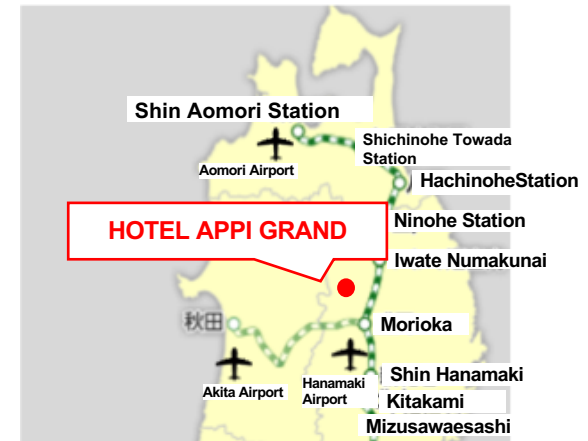 Shin Aomori Station
Shichinohe Towada
Station
Aomori Airport
HachinoheStation
Ninohe Station
HOTEL APPI GRAND
Iwate Numakunai
秋田
Morioka
Akita Airport
Hanamaki
Airport
Shin Hanamaki
Kitakami
Mizusawaesashi